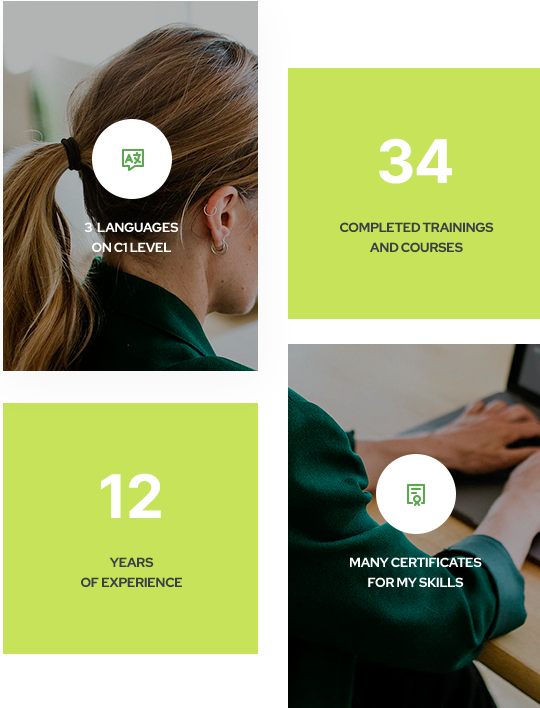 3 LANGUAGES
ON C1 LEVEL
34
COMPLETED TRAININGS
AND COURSES
12
YEARS
OF EXPERIENCE
MANY CERTIFICATES
FOR MY SKILLS